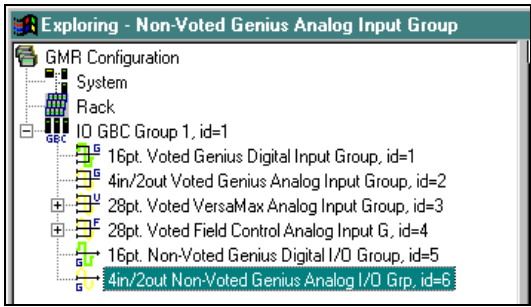 Exploring - Non-Voted Genius Analog Input Group
GMR Configuration
System
Rack
GBC IO GBC Group 1, id=1
G 16pt. Voted Genius Digital Input Group, id=1
G 4in/2out Voted Genius Analog Input Group, id=2
V 28pt. Voted VersaMax Analog Input Group, id=3
F 28pt. Voted Field Control Analog Input G, id=4
G 16pt. Non-Voted Genius Digital I/O Group, id=5
G 4in/2out Non-Voted Genius Analog I/O Grp, id=6